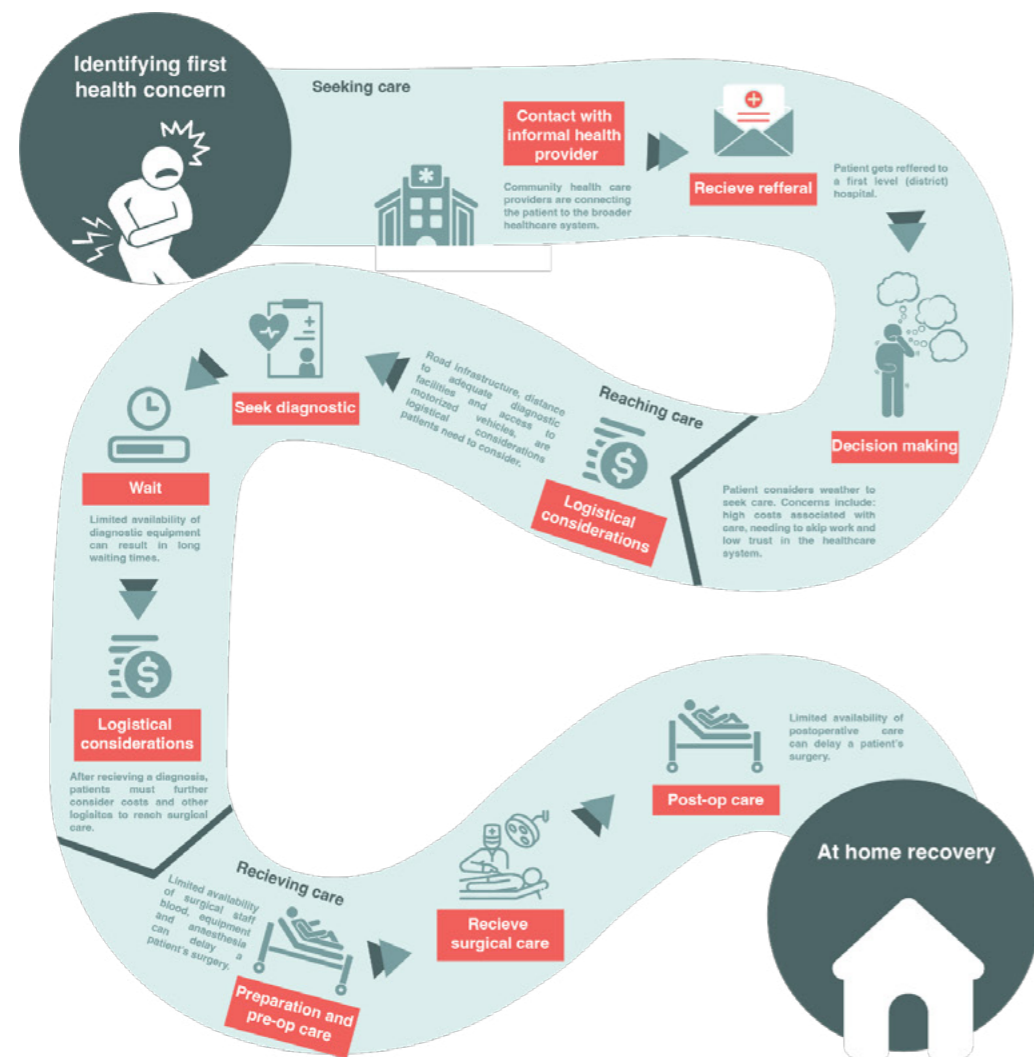 Identifying first
health concern
Seeking care
Contact with
informal health
provider
Community health care
providers are connecting
the patient to the broader
healthcare system.
Recieve refferal
Patient gets reffered to
a first level (district)
hospital.
Decision making
Patient considers weather to
seek care. Concerns include:
high costs associated with
care, needing to skip work and
low trust in the healthcare
system.
Reaching care
Logistical
considerations
Road infrastructure, distance
to adequate diagnostic
facilities and access to
motorized vehicles, are
logistical considerations
patients need to consider.
Seek diagnostic
Wait
Limited availability of
diagnostic equipment
can result in long
waiting times.
Logistical
considerations
After recieving a diagnosis,
patients must further
consider costs and other
logisitcs to reach surgical
care.
Recieving care
Limited availability
of surgical staff
blood, equipment
and anaesthesia
can delay a
patient's surgery.
Preparation and
pre-op care
Recieve
surgical care
Post-op care
Limited availability of
postoperative care
can delay a patient's
surgery.
At home recovery